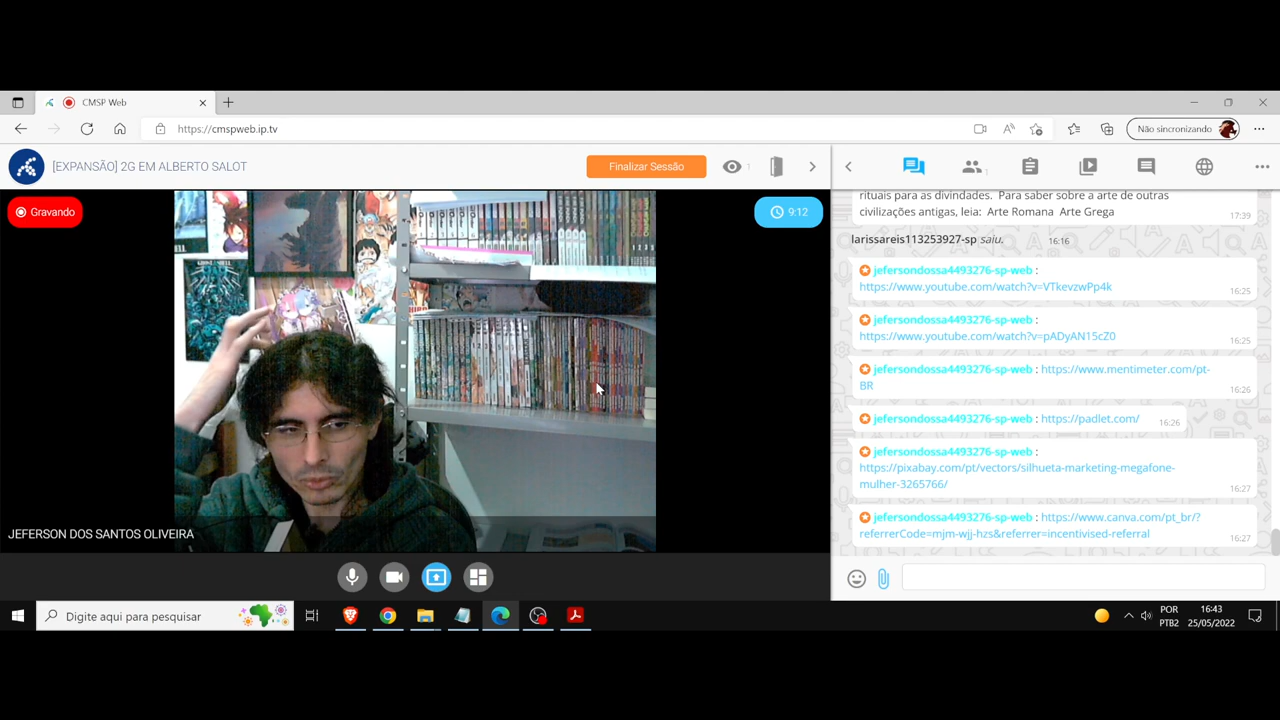 CMSP Web
https://cmspweb.ip.tv
Não sincronizando
[EXPANSÃO] 2G EM ALBERTO SALOT
Finalizar Sessão
1
1
Gravando
9:12
rituais para as divindades. Para saber sobre a arte de outras
civilizações antigas, leia: Arte Romana Arte Grega
17:39
larissareis113253927-sp saiu.
16:16
jefersondossa4493276-sp-web :
https://www.youtube.com/watch?v=VTkevzwPp4k
16:25
jefersondossa4493276-sp-web :
https://www.youtube.com/watch?v=pADyAN15cZ0
16:25
jefersondossa4493276-sp-web : https://www.mentimeter.com/pt-
BR
16:26
jefersondossa4493276-sp-web : https://padlet.com/
16:26
jefersondossa4493276-sp-web :
https://pixabay.com/pt/vectors/silhueta-marketing-megafone-
mulher-3265766/
16:27
jefersondossa4493276-sp-web : https://www.canva.com/pt_br/?
referrerCode=mjm-wjj-hzs&referrer=incentivised-referral
16:27
JEFERSON DOS SANTOS OLIVEIRA
Digite aqui para pesquisar
POR
PTB2
16:43
25/05/2022